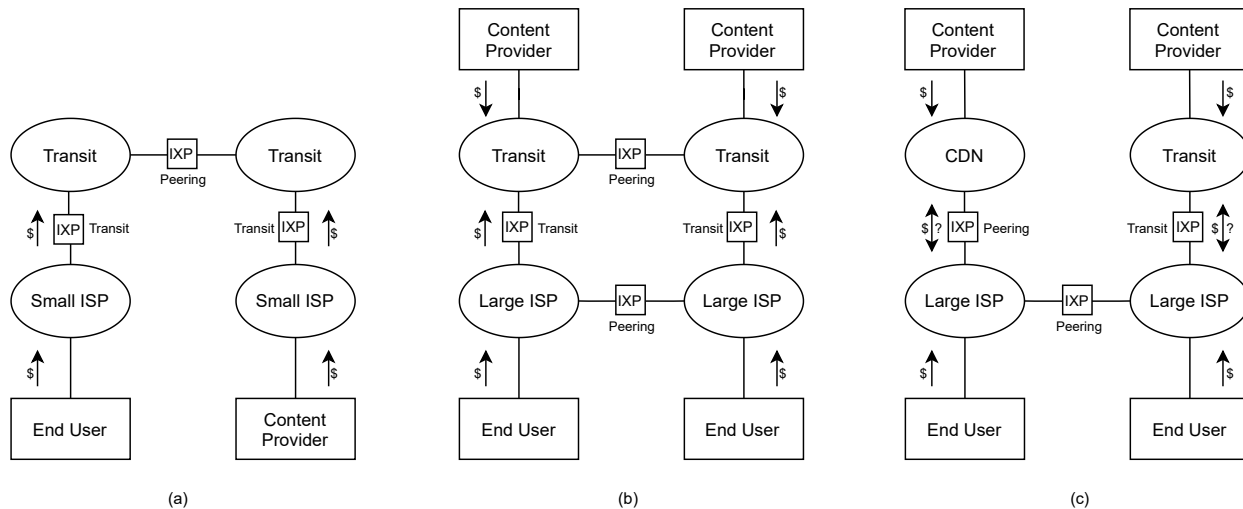 Transit
IXP
Peering
Transit
$
IXP
Transit
Transit
IXP
$
Small ISP
Small ISP
$
$
End User
Content
Provider
(a)
Content
Provider
Content
Provider
$
$
Transit
IXP
Peering
Transit
$
IXP
Transit
Transit
IXP
$
Large ISP
IXP
Peering
Large ISP
$
$
End User
End User
(b)
Content
Provider
Content
Provider
$
$
CDN
Transit
$ ?
IXP
Peering
Transit
IXP
$ ?
Large ISP
IXP
Peering
Large ISP
$
$
End User
End User
(c)